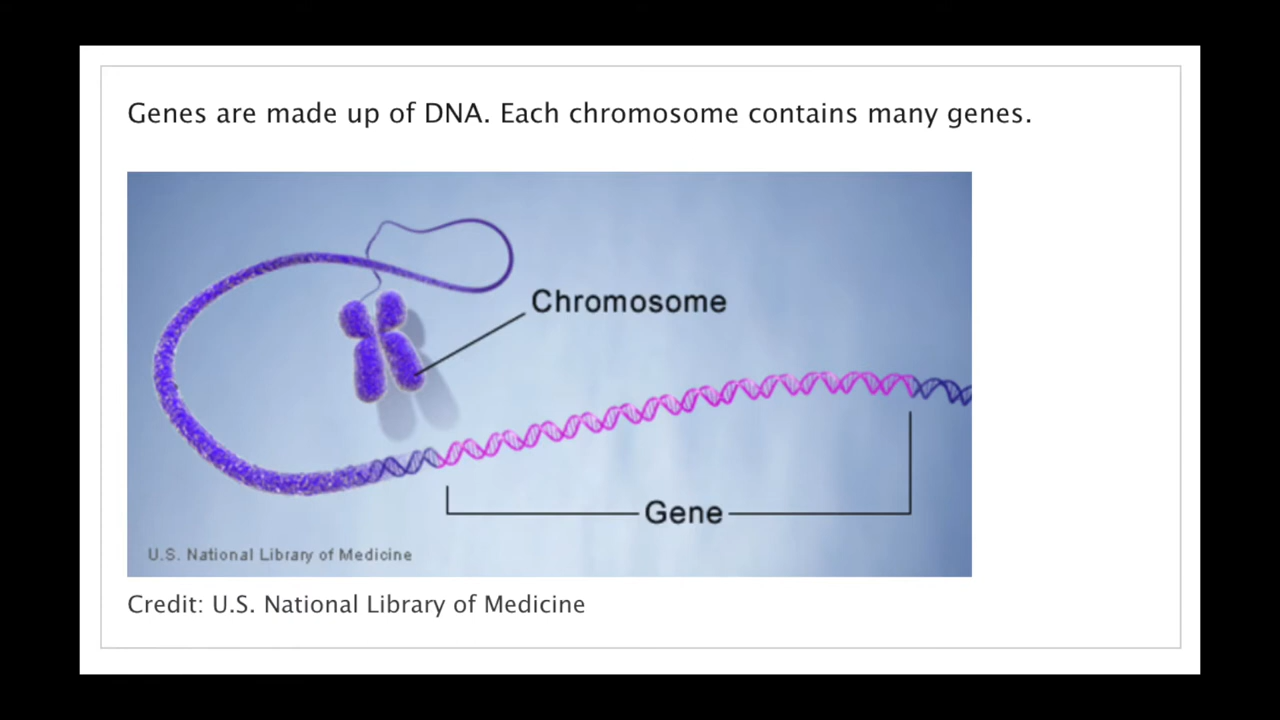 Genes are made up of DNA. Each chromosome contains many genes.
Chromosome
Gene
U.S. National Library of Medicine
Credit: U.S. National Library of Medicine